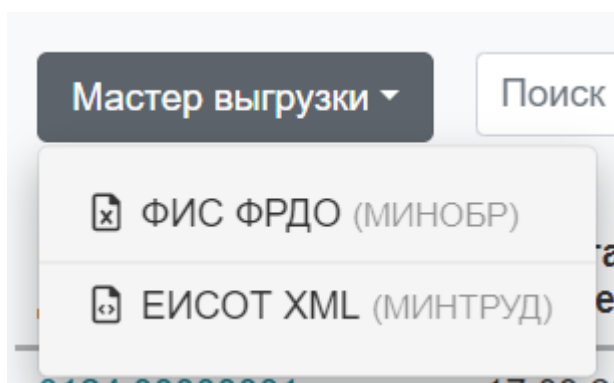 Мастер выгрузки
Поиск
ФИС ФРДО (МИНОБР)
ЕИСОТ XML (МИНТРУД)